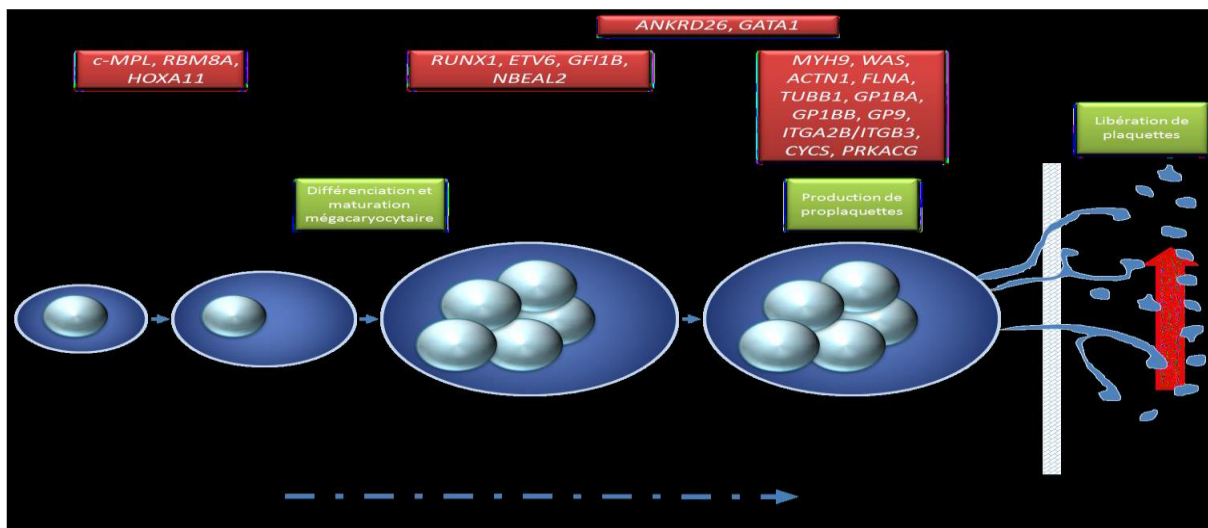 ANKRD26, GATA1
c-MPL, RBM8A,
HOXA11
RUNX1, ETV6, GFI1B,
NBEAL2
MYH9, WAS,
ACTN1, FLNA,
TUBB1, GP1BA,
GP1BB, GP9,
ITGA2B/ITGB3,
CYCS, PRKACG
Libération de
plaquettes
Différenciation et
maturation
mégacaryocytaire
Production de
proplaquettes